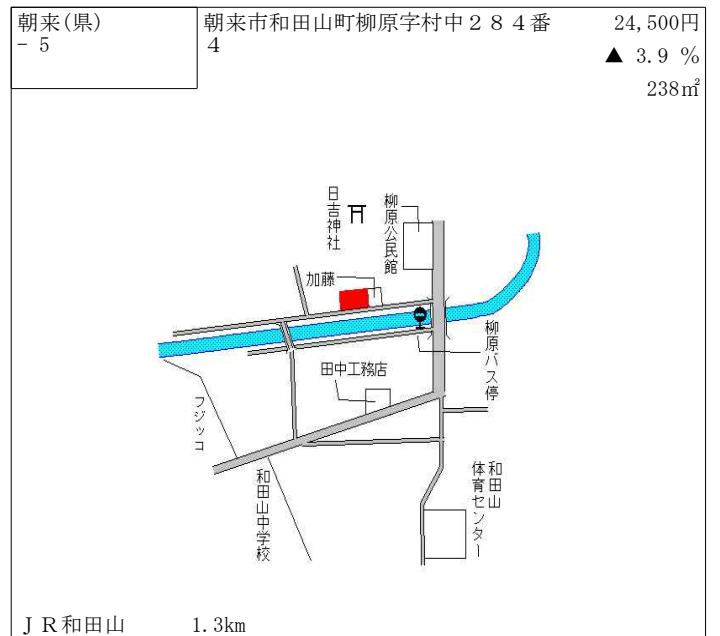 朝来(県)
- 5
朝来市和田山町柳原字村中２８４番
4
24,500円
▲ 3.9 %
238㎡
日吉神社
柳原公民館
加藤
柳原バス停
田中工務店
フジッコ
和田山中学校
和田山
体育センター
ＪＲ和田山 1.3km